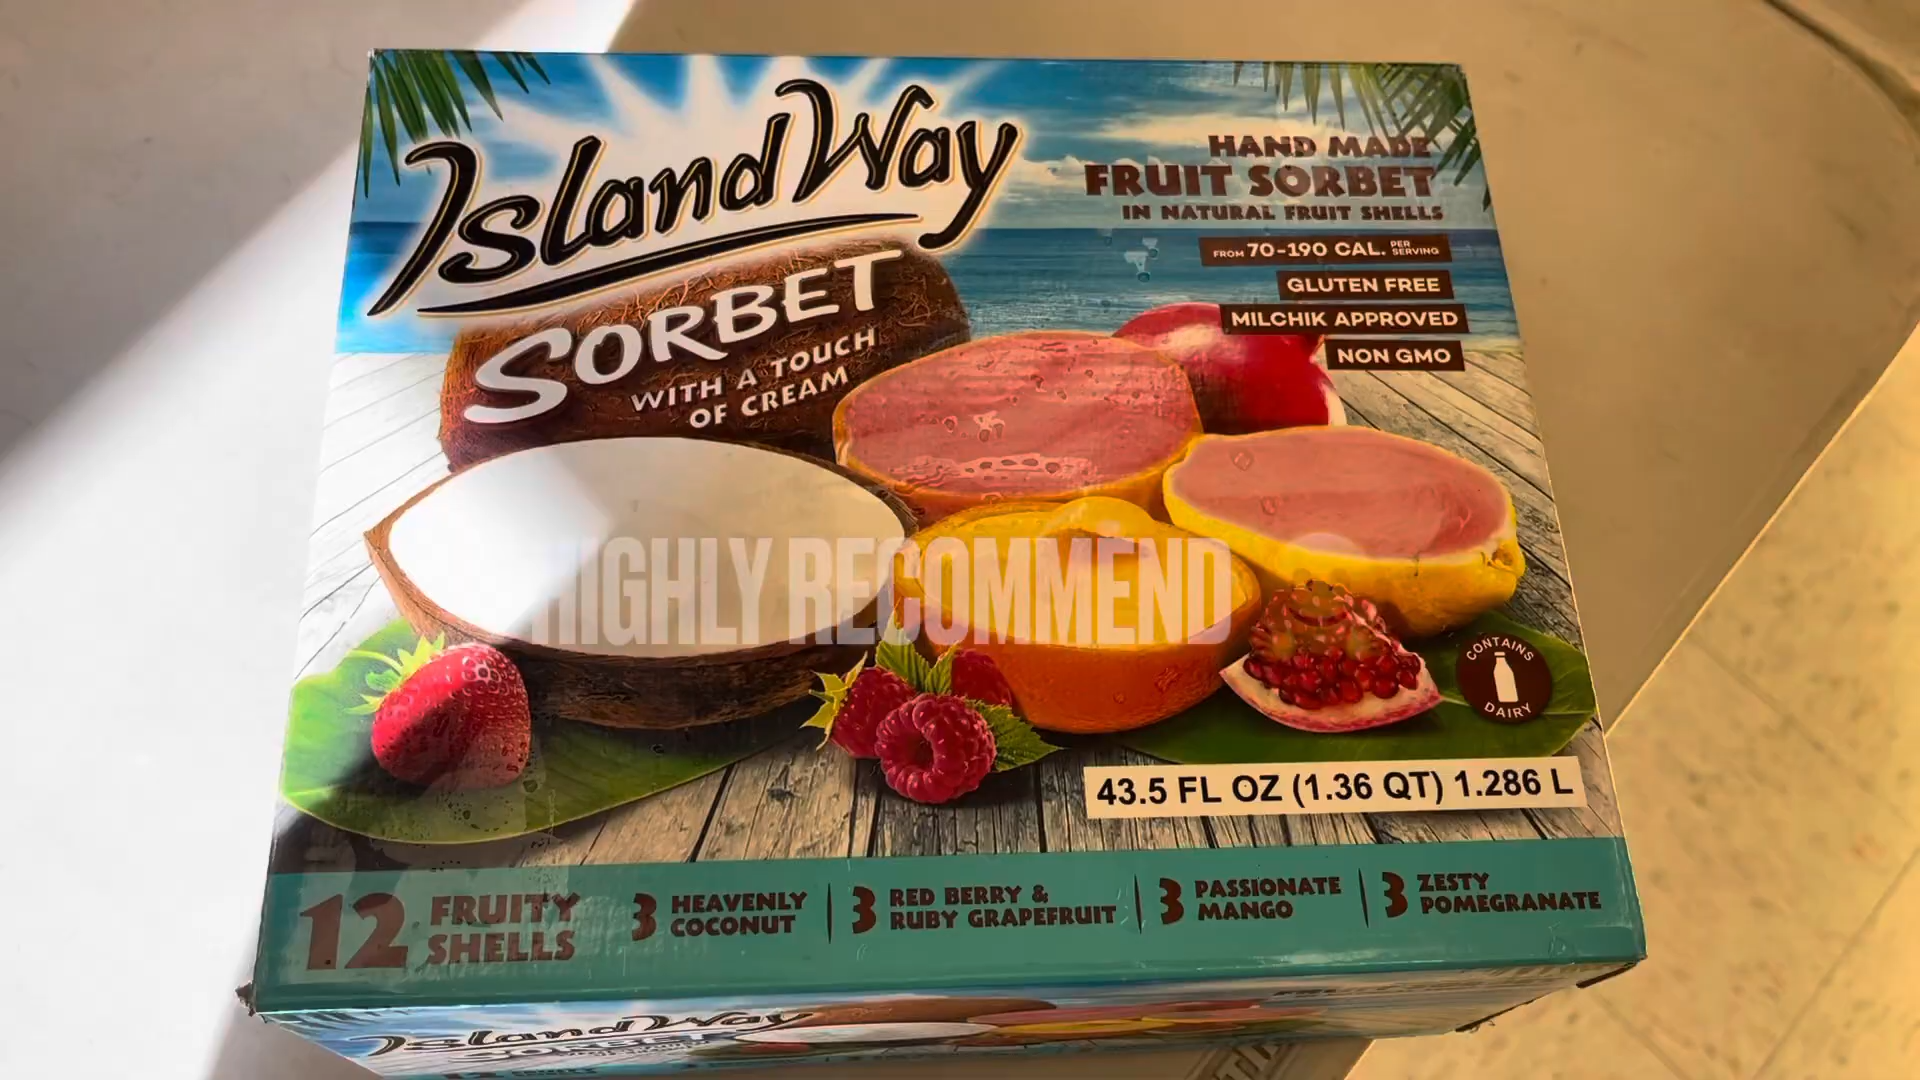 Island Way
SORBET
WITH A TOUCH
OF CREAM
HAND MADE
FRUIT SORBET
IN NATURAL FRUIT SHELLS
FROM 70-190 CAL. PER SERVING
GLUTEN FREE
MILCHIK APPROVED
NON GMO
HIGHLY RECOMMEND
CONTAINS
DAIRY
43.5 FL OZ (1.36 QT) 1.286 L
12 FRUITY
SHELLS
3 HEAVENLY
COCONUT
3 RED BERRY &
RUBY GRAPEFRUIT
3 PASSIONATE
MANGO
3 ZESTY
POMEGRANATE
Island Way
SORBET